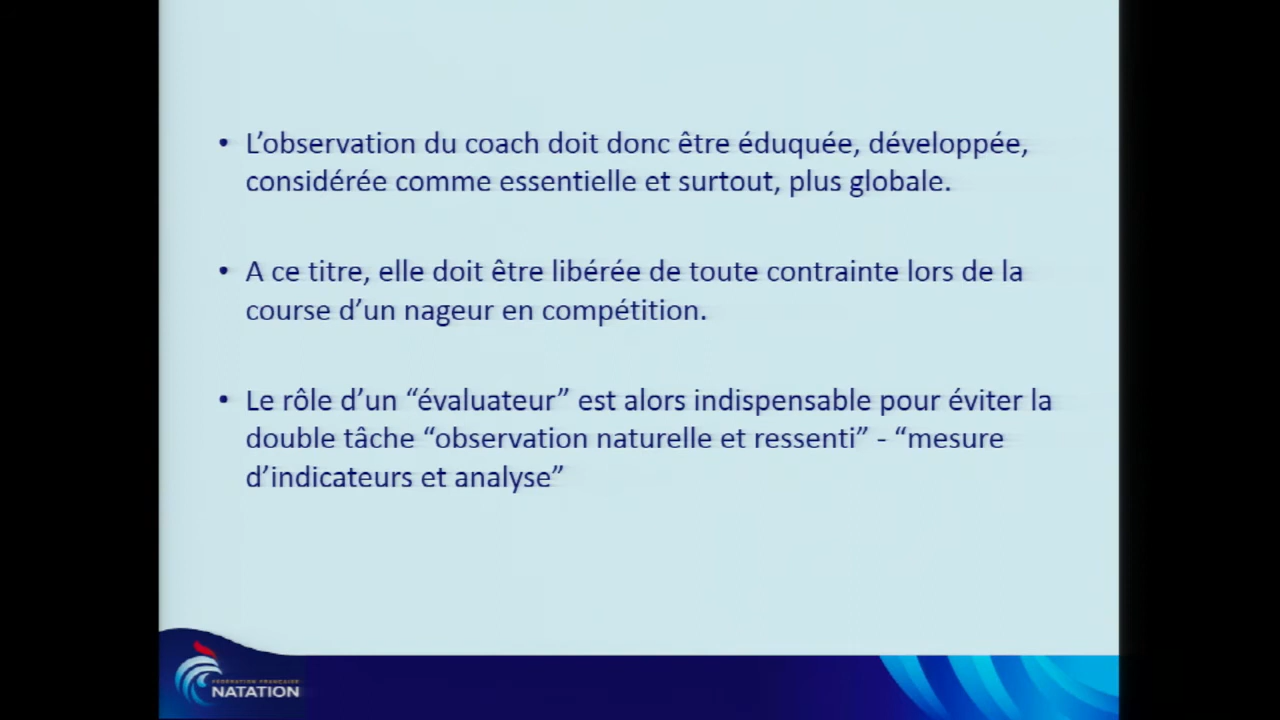 • L’observation du coach doit donc être éduquée, développée,
considérée comme essentielle et surtout, plus globale.
• A ce titre, elle doit être libérée de toute contrainte lors de la
course d’un nageur en compétition.
• Le rôle d’un “évaluateur” est alors indispensable pour éviter la
double tâche “observation naturelle et ressenti” - “mesure
d’indicateurs et analyse”
FÉDÉRATION FRANÇAISE
NATATION